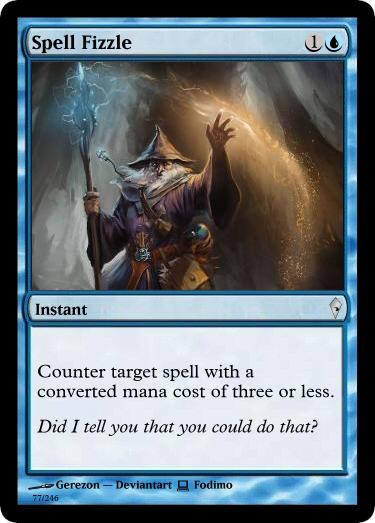 Spell Fizzle 1
Instant
Counter target spell with a
converted mana cost of three or less.
Did I tell you that you could do that?
Gerezon — Deviantart Fodimo
77/246